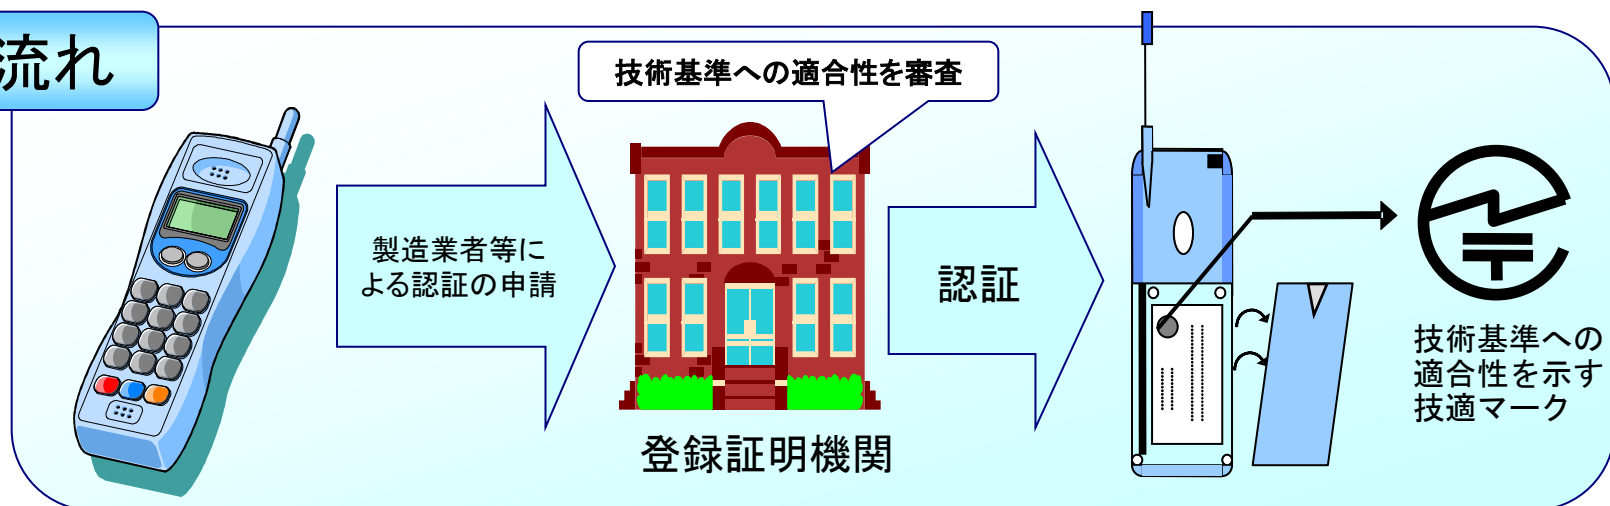 流れ
技術基準への適合性を審査
製造業者等に
よる認証の申請
登録証明機関
認証
技術基準への
適合性を示す
技適マーク